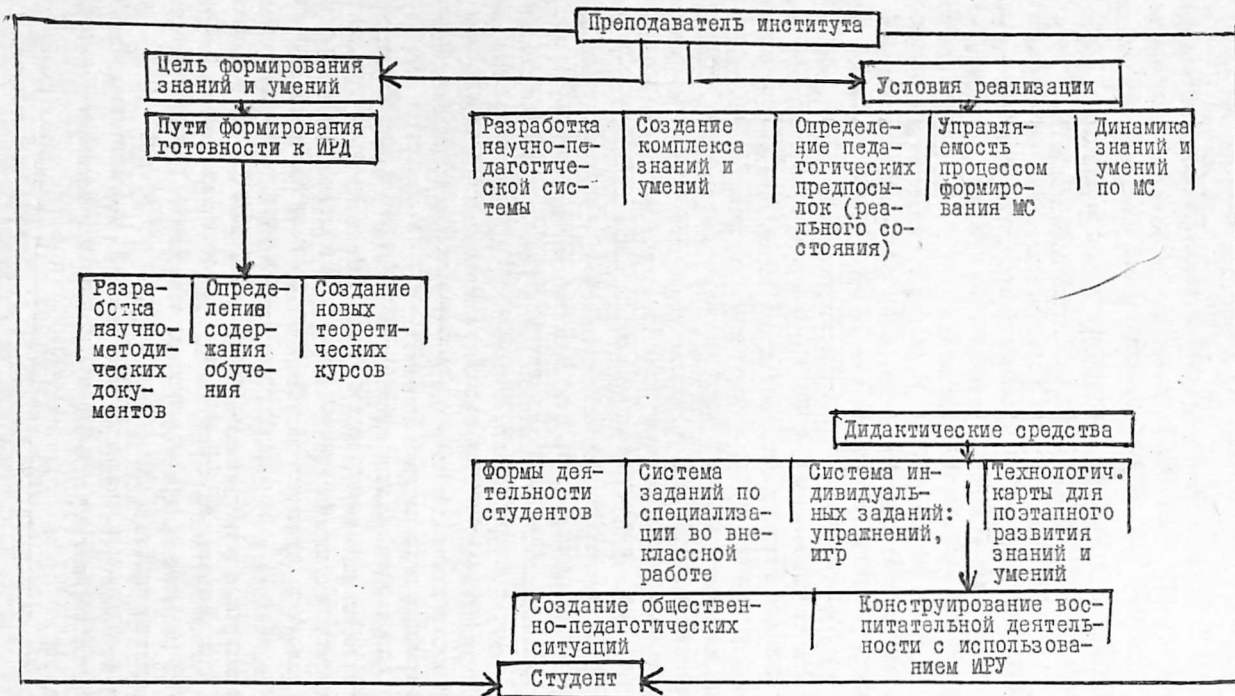 Преподаватель института
Цель формирования
знаний и умений
Условия реализации
Пути формирования
готовности к ИРД
Разработка
научно-пе-
дагогиче-
ской сис-
темы
Создание
комплекса
знаний и
умений
Определе-
ние педа-
гогических
предпосы-
лок (реа-
льного со-
стояния)
Управля-
емость
процессом
формиро-
вания МС
Динамика
знаний и
умений
по МС
Разра-
ботка
научно-
методи-
ческих
доку-
ментов
Опреде-
ление
содер-
жания
обуче-
ния
Создание
новых
теорети-
ческих
курсов
Дидактические средства
Формы дея-
тельности
студентов
Система
заданий по
специализа-
ции во вне-
классной
работе
Система ин-
дивидуаль-
ных заданий:
упражнений,
игр
Технологич.
карты для
поэтапного
развития
знаний и
умений
Создание обществен-
но-педагогических
ситуаций
Конструирование вос-
питательной деятель-
ности с использова-
нием ИРУ
Студент